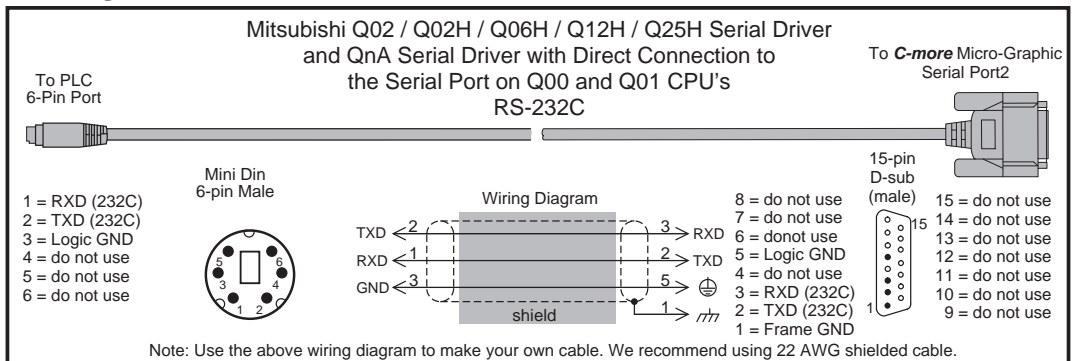 Mitsubishi Q02 / Q02H / Q06H / Q12H / Q25H Serial Driver
and QnA Serial Driver with Direct Connection to
the Serial Port on Q00 and Q01 CPU's
RS-232C
To PLC
6-Pin Port
To C-more Micro-Graphic
Serial Port2
1 = RXD (232C)
2 = TXD (232C)
3 = Logic GND
4 = do not use
5 = do not use
6 = do not use
Mini Din
6-pin Male
5
6
3
4
1
2
Wiring Diagram
TXD 2 3 RXD
RXD 1 2 TXD
GND 3 5
1
shield
8 = do not use
7 = do not use
6 = donot use
5 = Logic GND
4 = do not use
3 = RXD (232C)
2 = TXD (232C)
1 = Frame GND
15-pin
D-sub
(male)
15
1
15 = do not use
14 = do not use
13 = do not use
12 = do not use
11 = do not use
10 = do not use
9 = do not use
Note: Use the above wiring diagram to make your own cable. We recommend using 22 AWG shielded cable.